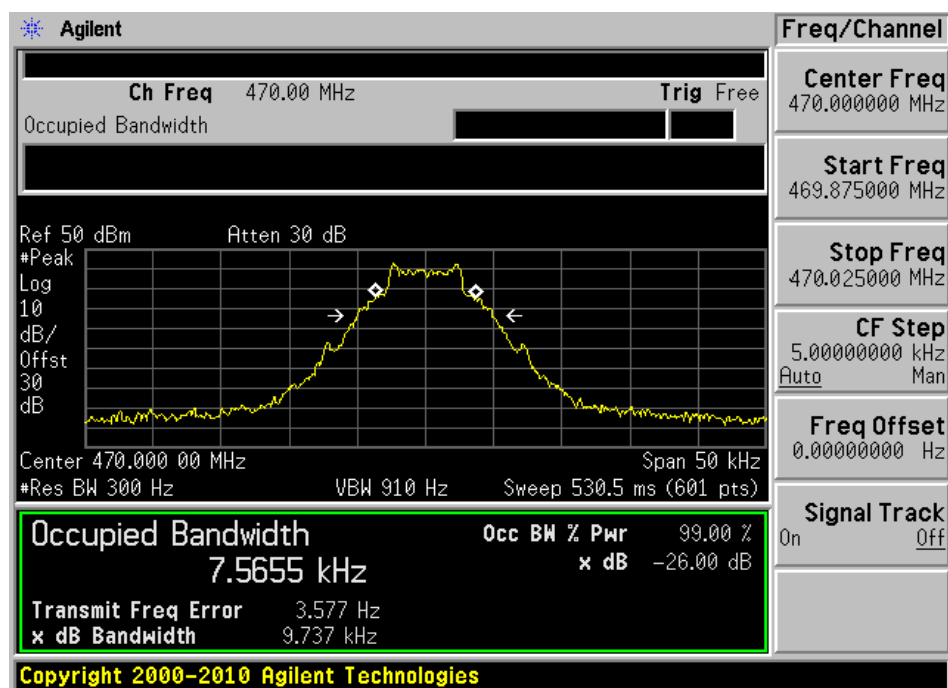 Agilent
Freq/Channel
Ch Freq 470.00 MHz Trig Free
Occupied Bandwidth
Center Freq
470.000000 MHz
Start Freq
469.875000 MHz
Stop Freq
470.025000 MHz
CF Step
5.00000000 kHz
Auto Man
Freq Offset
0.00000000 Hz
Signal Track
On Off
Ref 50 dBm Atten 30 dB
#Peak
Log
10
dB/
Offst
30
dB
Center 470.000 00 MHz Span 50 kHz
#Res BW 300 Hz VBW 910 Hz Sweep 530.5 ms (601 pts)
Occupied Bandwidth Occ BW % Pwr 99.00 %
7.5655 kHz x dB -26.00 dB
Transmit Freq Error 3.577 Hz
x dB Bandwidth 9.737 kHz
Copyright 2000-2010 Agilent Technologies